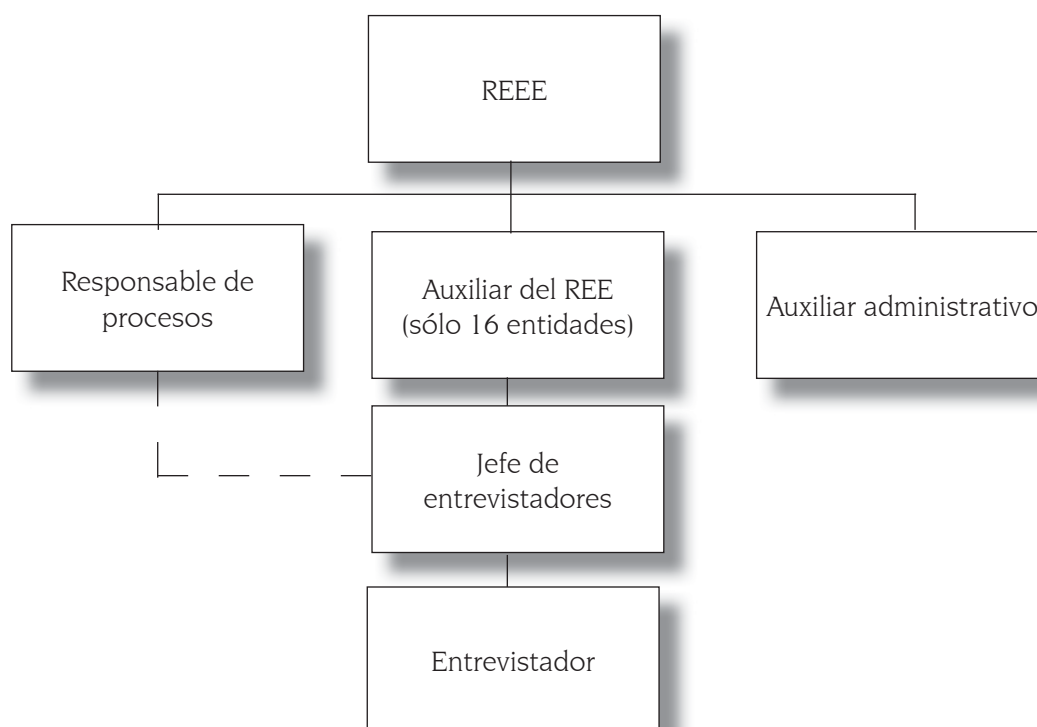 REEE
Responsable de
procesos
Auxiliar del REE
(sólo 16 entidades)
Auxiliar administrativo
Jefe de
entrevistadores
Entrevistador